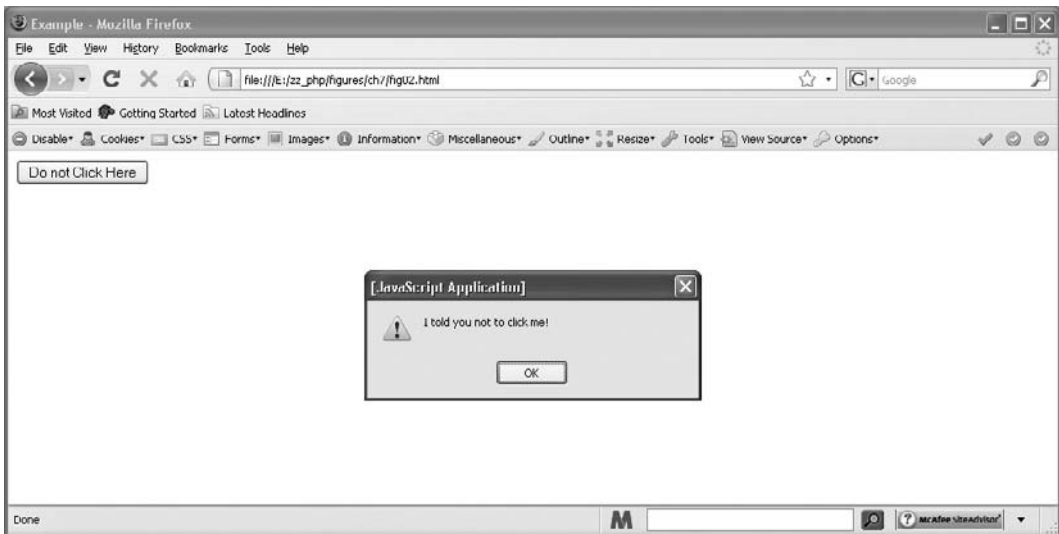 Example - Mozilla Firefox
File Edit View History Bookmarks Tools Help
file:///E:/zz_php/figures/ch7/fig02.html G Google
Most Visited Getting Started Latest Headlines
Disable Cookies CSS Forms Images Information Miscellaneous Outline Resize Tools View Source Options
Do not Click Here
[JavaScript Application]
I told you not to click me!
OK
Done M McAfee SiteAdvisor